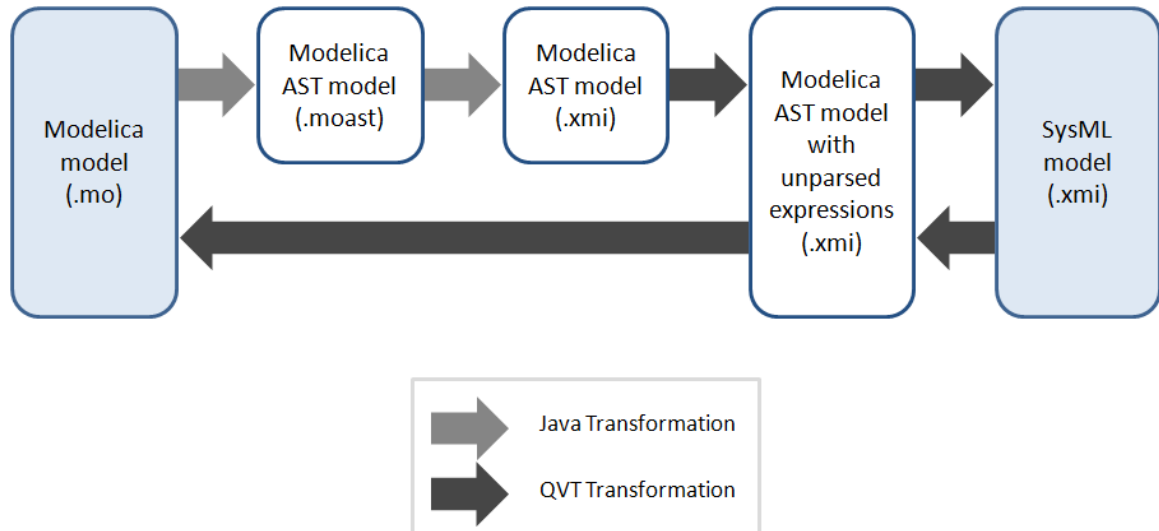 Modelica
model
(.mo)
Modelica
AST model
(.moast)
Modelica
AST model
(.xmi)
Modelica
AST model
with
unparsed
expressions
(.xmi)
SysML
model
(.xmi)
Java Transformation
QVT Transformation